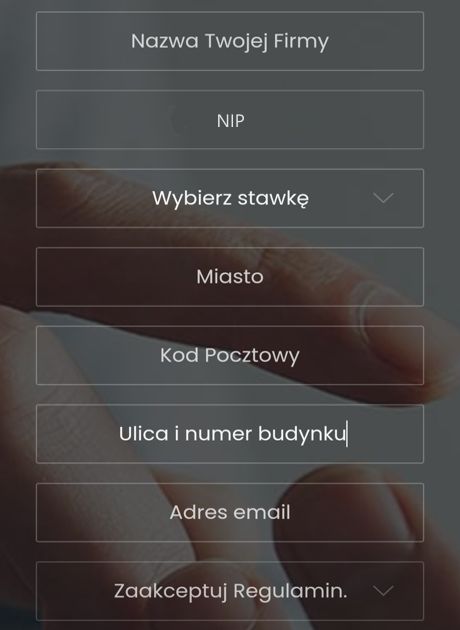 Nazwa Twojej Firmy
NIP
Wybierz stawkę
Miasto
Kod Pocztowy
Ulica i numer budynku
Adres email
Zaakceptuj Regulamin.